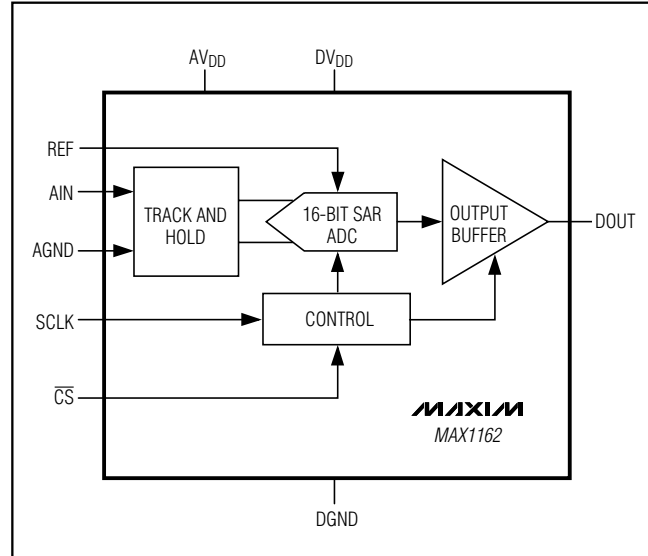 AVDD
DVDD
REF
AIN
TRACK AND
HOLD
16-BIT SAR
ADC
OUTPUT
BUFFER
DOUT
AGND
SCLK
CONTROL
C̅S̅
MAXIM
MAX1162
DGND